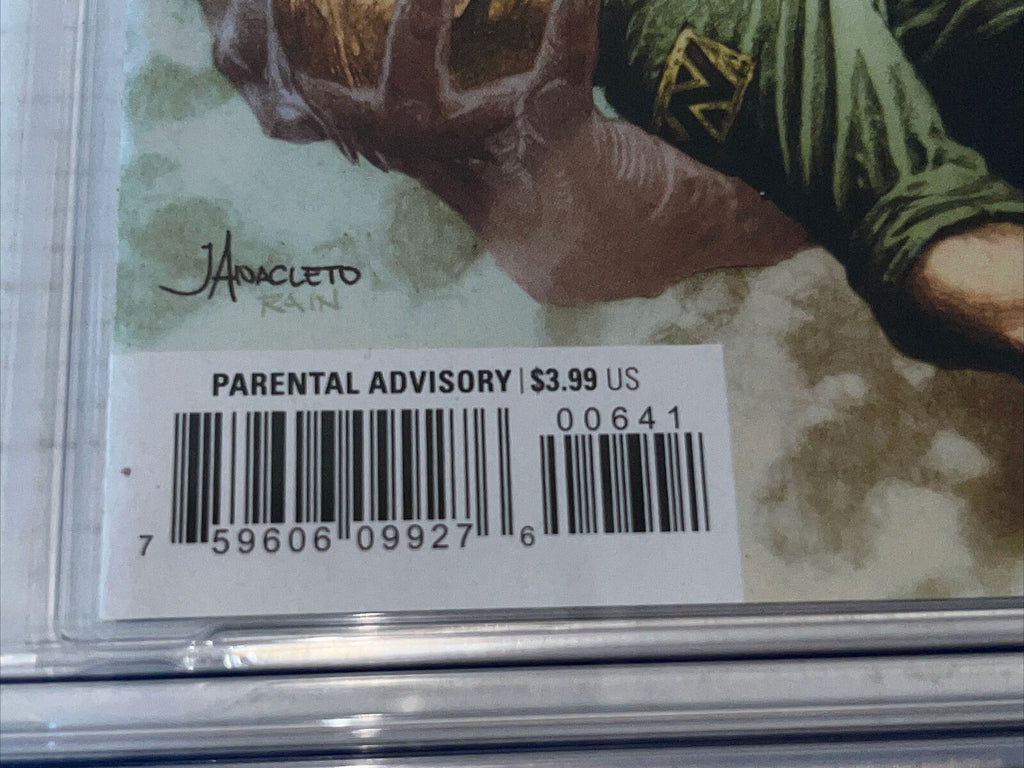 JAnacleto
RAIN
PARENTAL ADVISORY | $3.99 US
00641
7 59606 09927 6